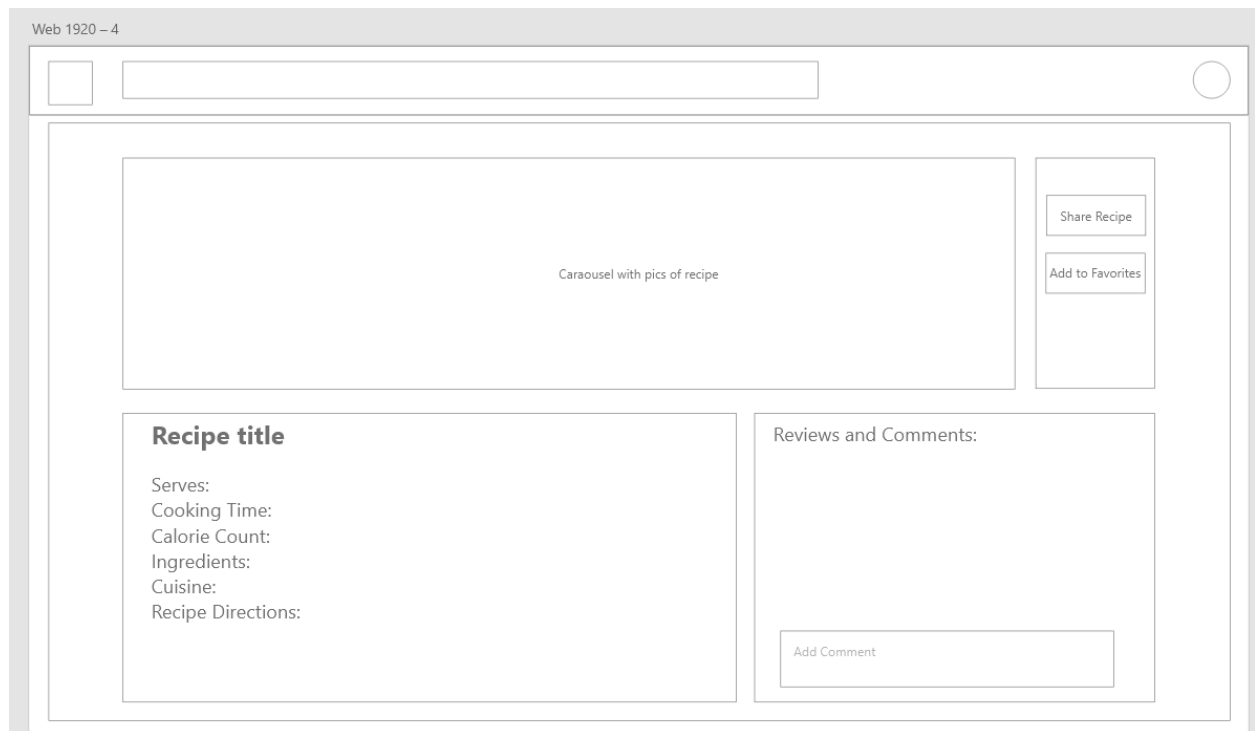 Web 1920 – 4
Share Recipe
Caraousel with pics of recipe
Add to Favorites
Recipe title
Serves:
Cooking Time:
Calorie Count:
Ingredients:
Cuisine:
Recipe Directions:
Reviews and Comments:
Add Comment